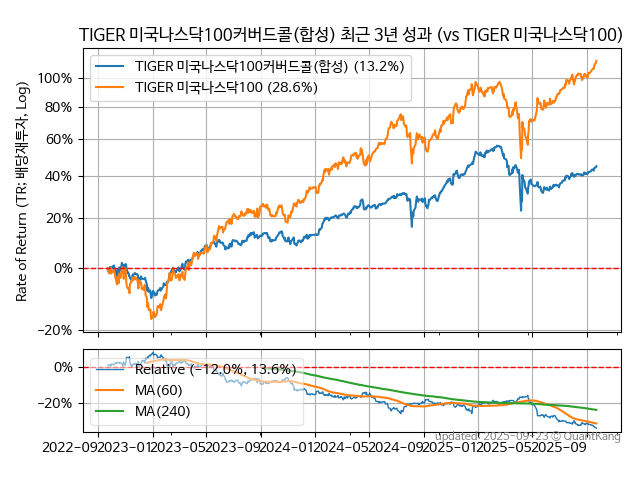 TIGER 미국나스닥100커버드콜(합성) 최근 3년 성과 (vs TIGER 미국나스닥100)
Rate of Return (TR: 배당재투자, Log)
TIGER 미국나스닥100커버드콜(합성) (13.2%)
TIGER 미국나스닥100 (28.6%)
100%
80%
60%
40%
20%
0%
−20%
Relative (−12.0%, 13.6%)
MA(60)
MA(240)
0%
−20%
2022-09 2023-01 2023-05 2023-09 2024-01 2024-05 2024-09 2025-01 2025-05 2025-09
updated: 2025-09-23 © QuantKang